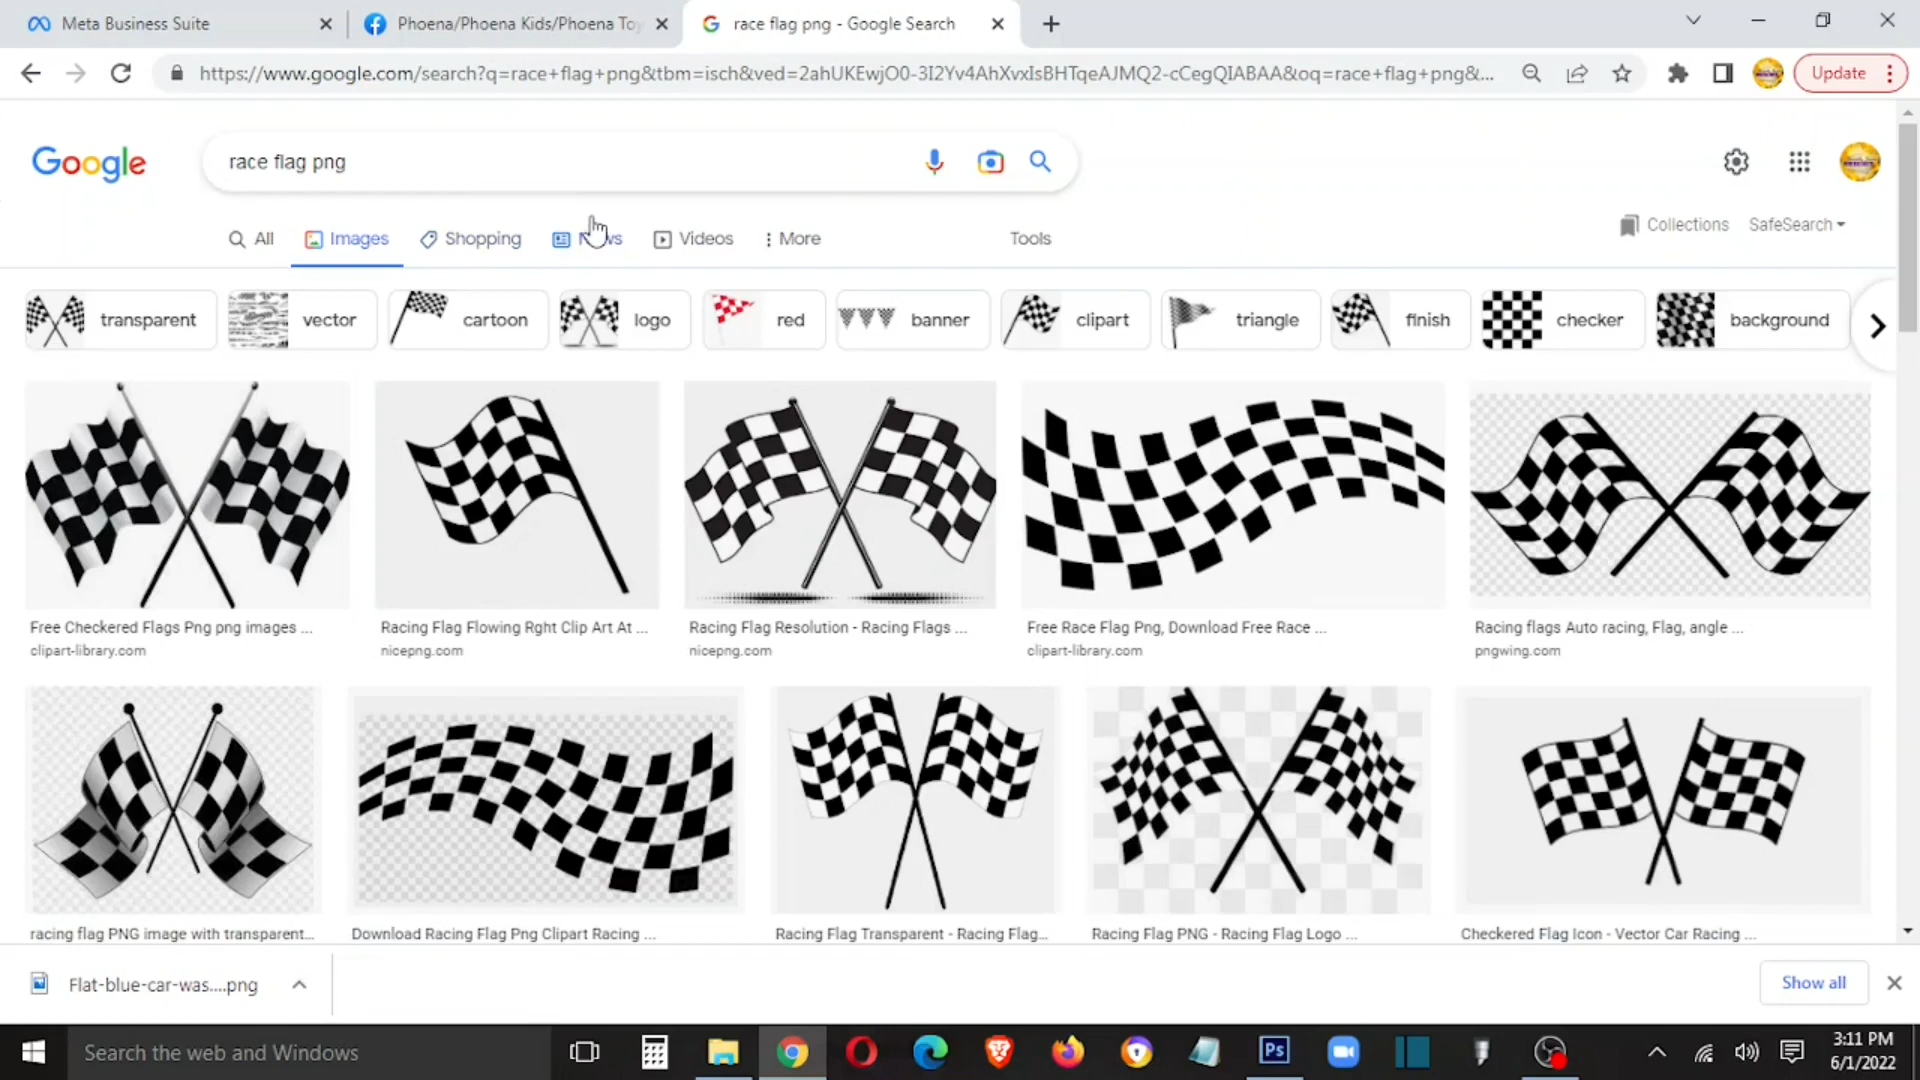 Meta Business Suite
Phoena/Phoena Kids/Phoena Toy
race flag png - Google Search
https://www.google.com/search?q=race+flag+png&tbm=isch&ved=2ahUKEwjO0-3I2Yv4AhXvxIsBHTqeAJMQ2-cCegQIABAA&oq=race+flag+png&...
Update
Google
race flag png
All
Images
Shopping
Videos
More
Tools
Collections
SafeSearch
transparent
vector
cartoon
logo
red
banner
clipart
triangle
finish
checker
background
Free Checkered Flags Png png images ...
clipart-library.com
Racing Flag Flowing Rght Clip Art At ...
nicepng.com
Racing Flag Resolution - Racing Flags ...
nicepng.com
Free Race Flag Png, Download Free Race ...
clipart-library.com
Racing flags Auto racing, Flag, angle ...
pngwing.com
racing flag PNG image with transparent...
Download Racing Flag Png Clipart Racing ...
Racing Flag Transparent - Racing Flag...
Racing Flag PNG - Racing Flag Logo ...
Checkered Flag Icon - Vector Car Racing ...
Flat-blue-car-was....png
Show all
Search the web and Windows
Ps
3:11 PM
6/1/2022